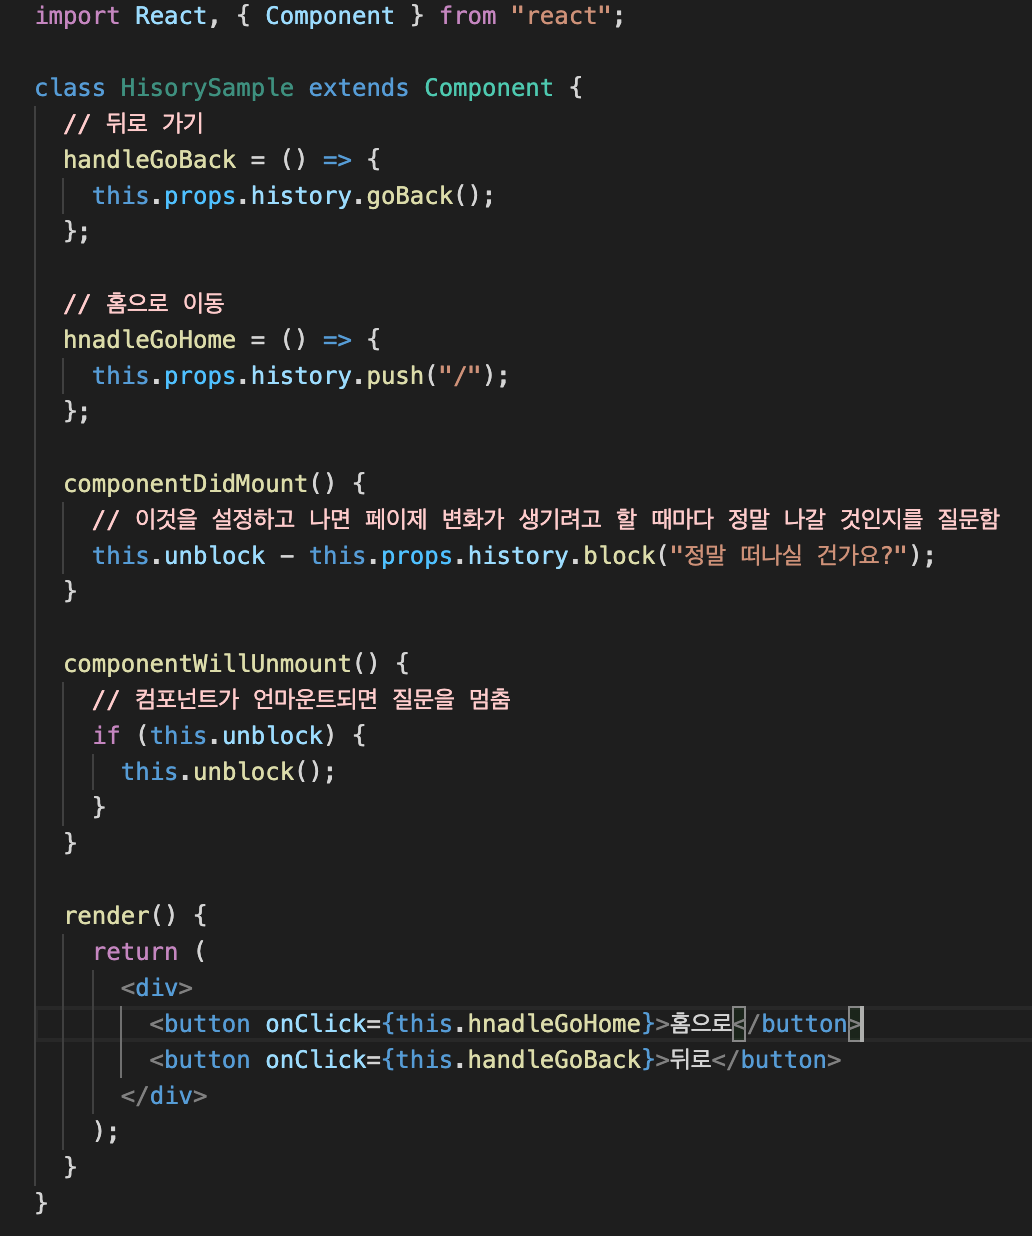 import React, { Component } from "react";
class HisorySample extends Component {
// 뒤로 가기
handleGoBack = () => {
this.props.history.goBack();
};
// 홈으로 이동
hnadleGoHome = () => {
this.props.history.push("/");
};
componentDidMount() {
// 이것을 설정하고 나면 페이제 변화가 생기려고 할 때마다 정말 나갈 것인지를 질문함
this.unblock - this.props.history.block("정말 떠나실 건가요?");
}
componentWillUnmount() {
// 컴포넌트가 언마운트되면 질문을 멈춤
if (this.unblock) {
this.unblock();
}
}
render() {
return (
<div>
<button onClick={this.hnadleGoHome}>홈으로</button>
<button onClick={this.handleGoBack}>뒤로</button>
</div>
);
}
}